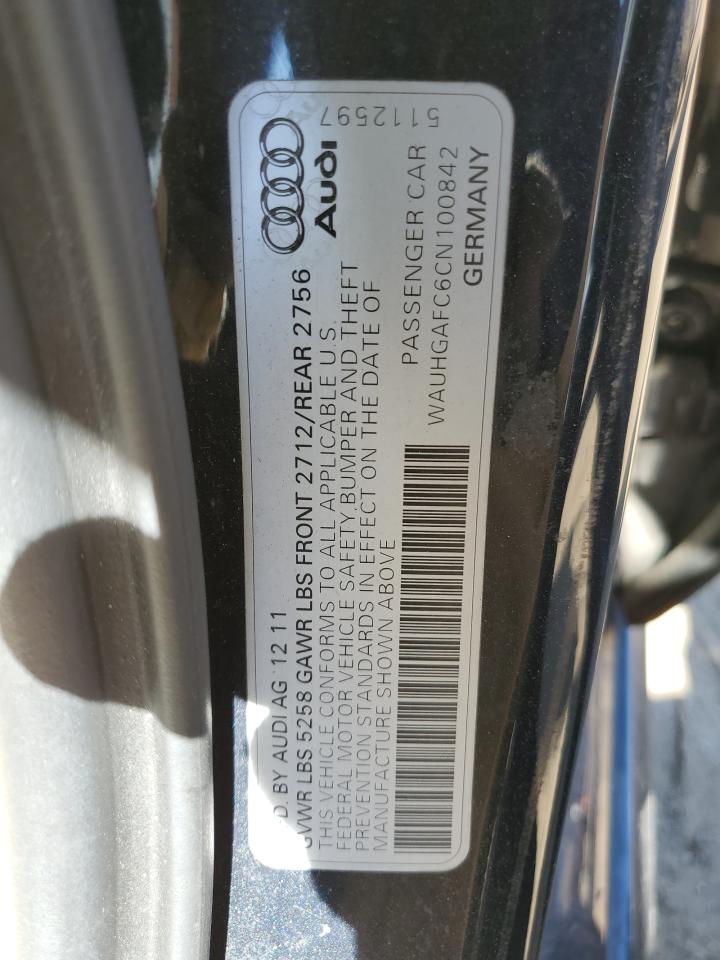 D. BY AUDI AG 12 11
GVWR LBS 5258 GAWR LBS FRONT 2712/REAR 2756
THIS VEHICLE CONFORMS TO ALL APPLICABLE U.S.
FEDERAL MOTOR VEHICLE SAFETY, BUMPER AND THEFT
PREVENTION STANDARDS IN EFFECT ON THE DATE OF
MANUFACTURE SHOWN ABOVE
Audi
5112597
PASSENGER CAR
WAUHGAFC6CN100842
GERMANY